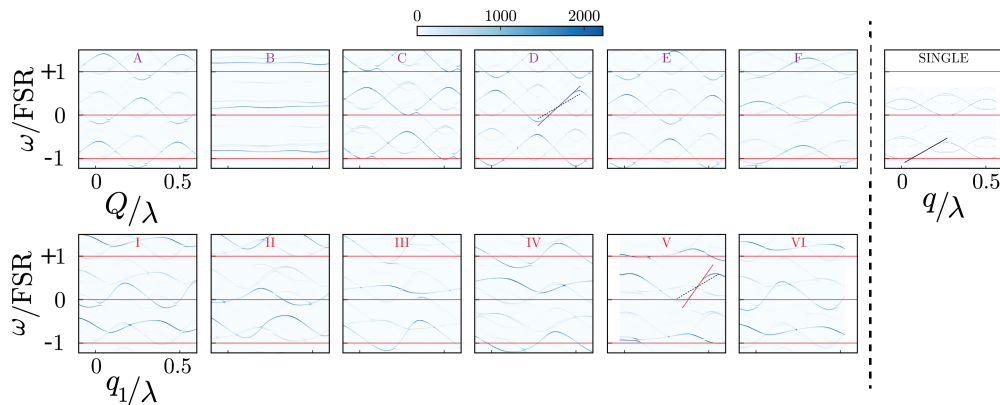 0 1000 2000
A B C D E F SINGLE
ω/FSR +1 0 -1
0 0.5
Q/λ q/λ
I II III IV V VI
ω/FSR +1 0 -1
0 0.5
q₁/λ